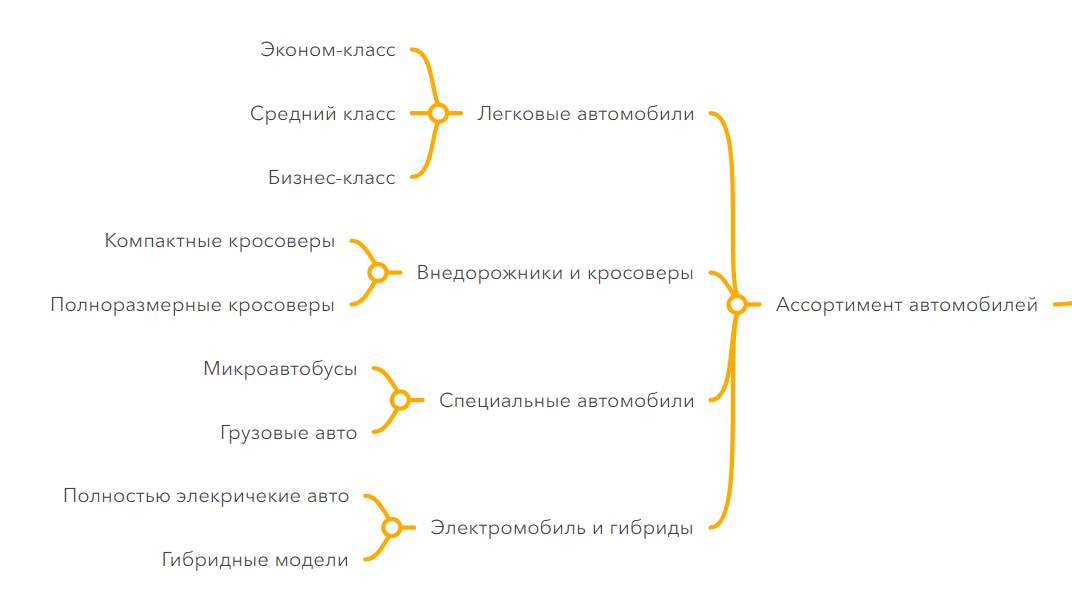 Эконом-класс
Средний класс
Легковые автомобили
Бизнес-класс
Компактные кросоверы
Внедорожники и кросоверы
Полноразмерные кросоверы
Ассортимент автомобилей
Микроавтобусы
Специальные автомобили
Грузовые авто
Полностью элекричекие авто
Электромобиль и гибриды
Гибридные модели